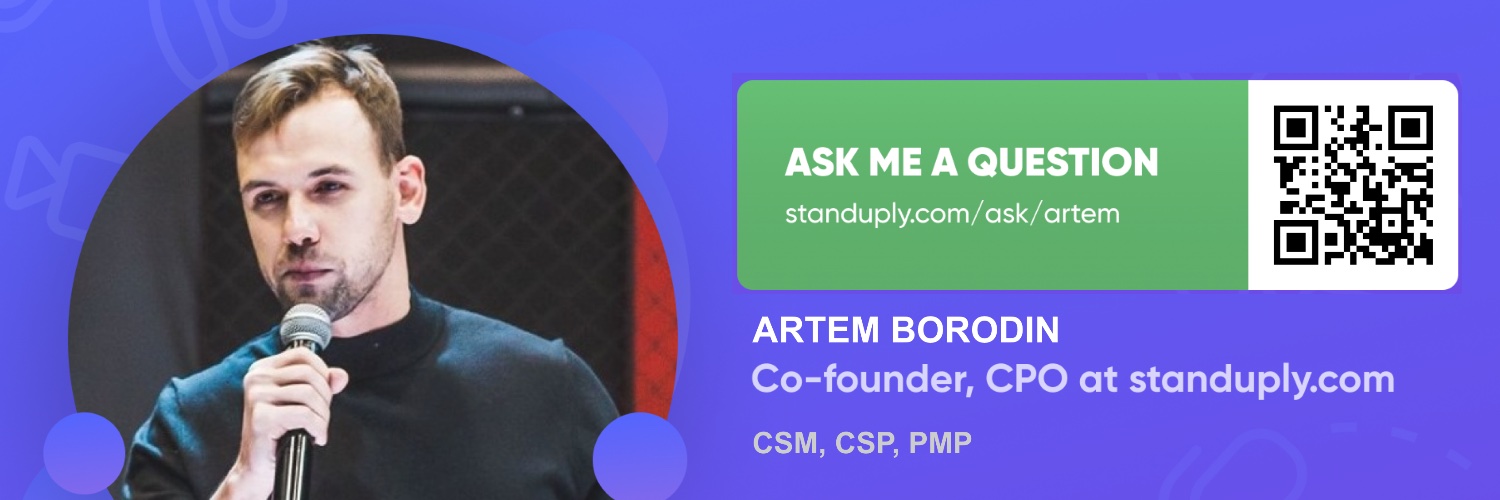 ASK ME A QUESTION
standuply.com/ask/artem
ARTEM BORODIN
Co-founder, CPO at standuply.com
CSM, CSP, PMP